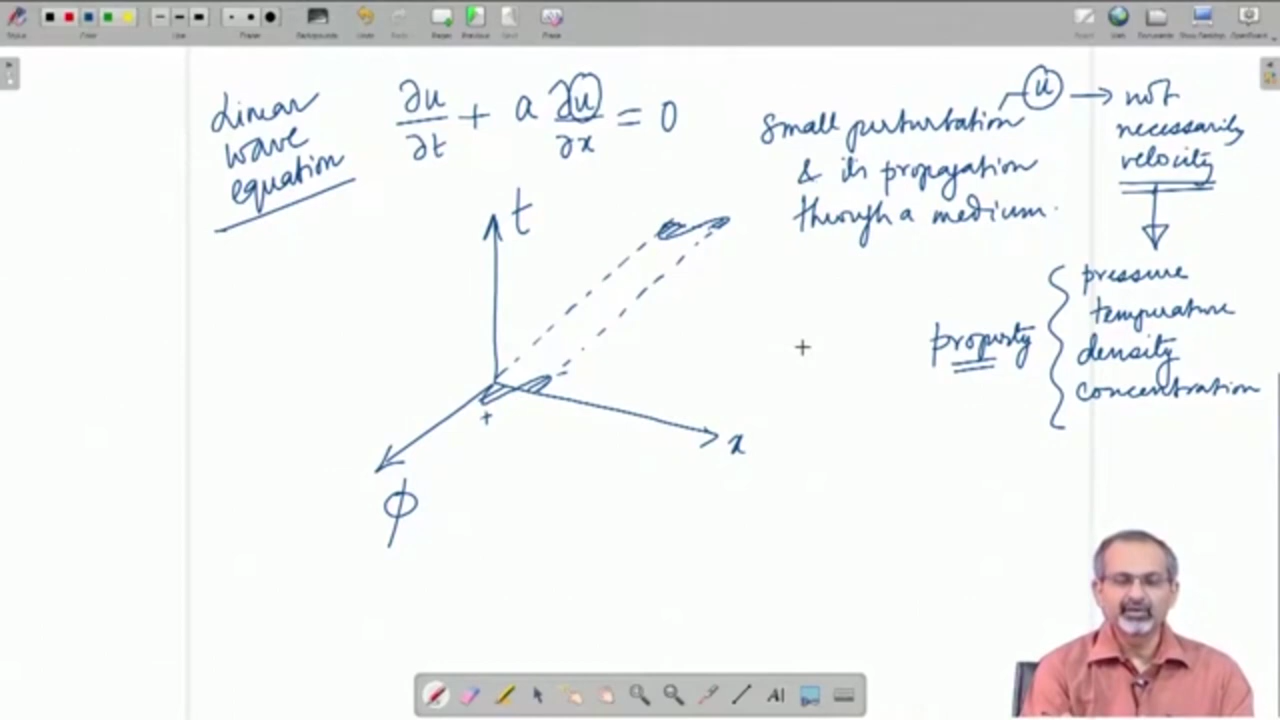 Linear
wave
equation
∂u/∂t + a ∂u/∂x = 0
small perturbation
& its propagation
through a medium.
u → not
necessarily
velocity
property
pressure
temperature
density
concentration
t
x
ϕ